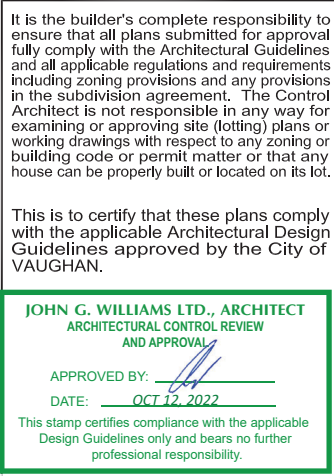 It is the builder's complete responsibility to
ensure that all plans submitted for approval
fully comply with the Architectural Guidelines
and all applicable regulations and requirements
including zoning provisions and any provisions
in the subdivision agreement. The Control
Architect is not responsible in any way for
examining or approving site (lotting) plans or
working drawings with respect to any zoning or
building code or permit matter or that any
house can be properly built or located on its lot.
This is to certify that these plans comply
with the applicable Architectural Design
Guidelines approved by the City of
VAUGHAN.
JOHN G. WILLIAMS LTD., ARCHITECT
ARCHITECTURAL CONTROL REVIEW
AND APPROVAL
APPROVED BY:
DATE: OCT 12, 2022
This stamp certifies compliance with the applicable
Design Guidelines only and bears no further
professional responsibility.